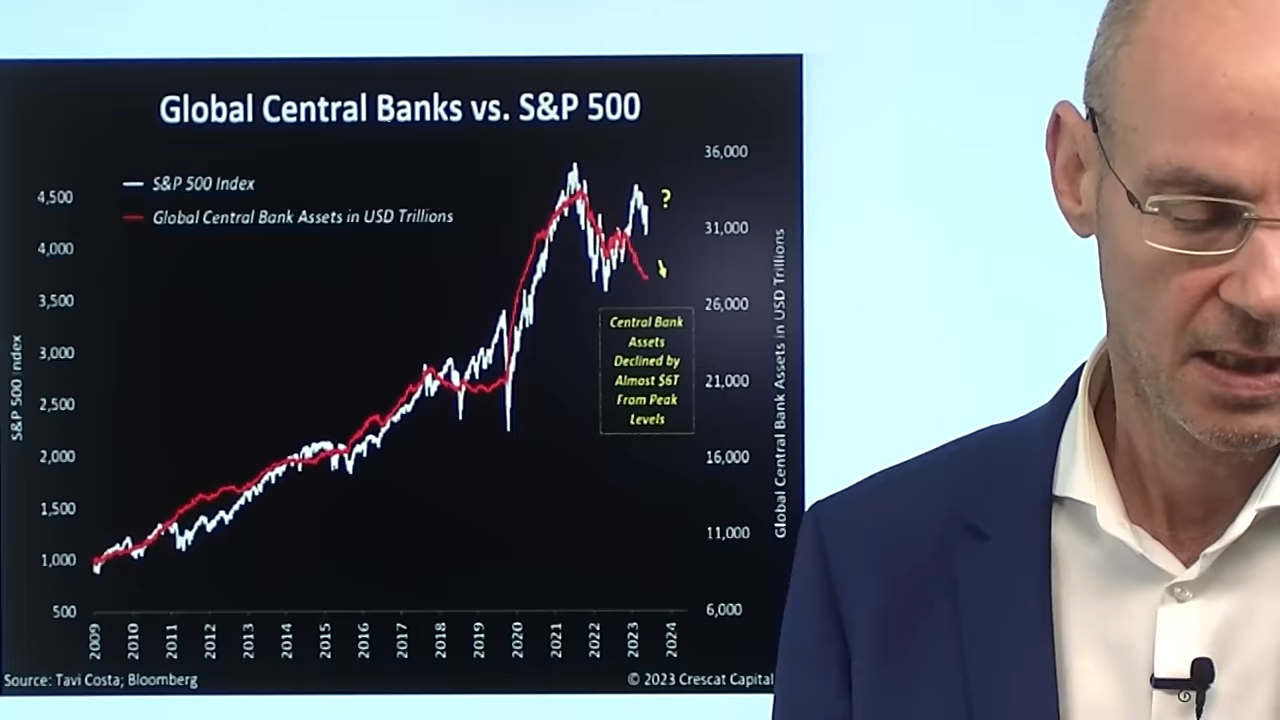 Global Central Banks vs. S&P 500
S&P 500 Index
Global Central Bank Assets in USD Trillions
4,500
4,000
3,500
3,000
2,500
2,000
1,500
1,000
500
S&P 500 Index
36,000
31,000
26,000
21,000
16,000
11,000
6,000
Global Central Bank Assets in USD Trillions
?
Central Bank
Assets
Declined by
Almost $6T
From Peak
Levels
2009 2010 2011 2012 2013 2014 2015 2016 2017 2018 2019 2020 2021 2022 2023 2024
Source: Tavi Costa; Bloomberg
© 2023 Crescat Capital